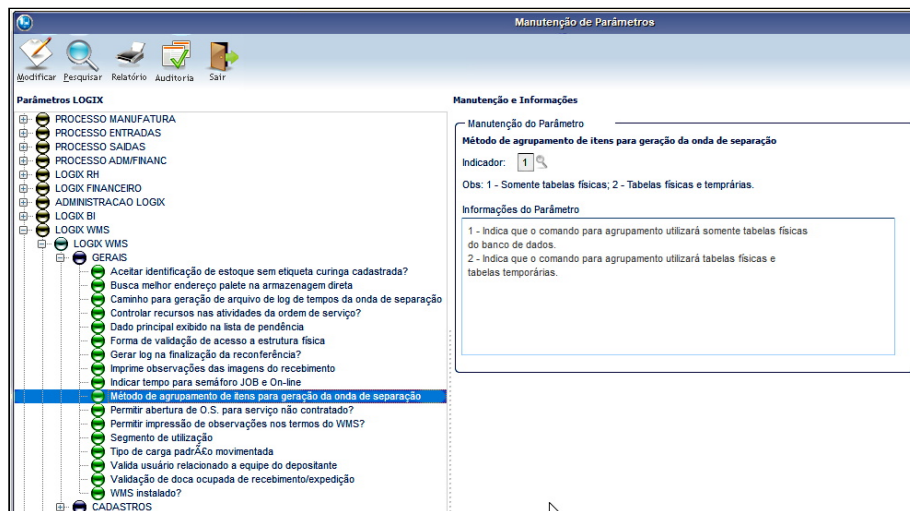 Manutenção de Parâmetros
Modificar Pesquisar Relatório Auditoria Sair
Parâmetros LOGIX
PROCESSO MANUFATURA
PROCESSO ENTRADAS
PROCESSO SAIDAS
PROCESSO ADM/FINANC
LOGIX RH
LOGIX FINANCEIRO
ADMINISTRACAO LOGIX
LOGIX BI
LOGIX WMS
LOGIX WMS
GERAIS
Aceitar identificação de estoque sem etiqueta curinga cadastrada?
Busca melhor endereço palete na armazenagem direta
Caminho para geração de arquivo de log de tempos da onda de separação
Controlar recursos nas atividades da ordem de serviço?
Dado principal exibido na lista de pendência
Forma de validação de acesso a estrutura física
Gerar log na finalização da reconferência?
Imprime observações das imagens do recebimento
Indicar tempo para semáforo JOB e On-line
Método de agrupamento de itens para geração da onda de separação
Permitir abertura de O.S. para serviço não contratado?
Permitir impressão de observações nos termos do WMS?
Segmento de utilização
Tipo de carga padrÃ£o movimentada
Valida usuário relacionado a equipe do depositante
Validação de doca ocupada de recebimento/expedição
WMS instalado?
CADASTROS
Manutenção e Informações
Manutenção do Parâmetro
Método de agrupamento de itens para geração da onda de separação
Indicador: 1
Obs: 1 - Somente tabelas físicas; 2 - Tabelas físicas e temprárias.
Informações do Parâmetro
1 - Indica que o comando para agrupamento utilizará somente tabelas físicas
do banco de dados.
2 - Indica que o comando para agrupamento utilizará tabelas físicas e
tabelas temporárias.